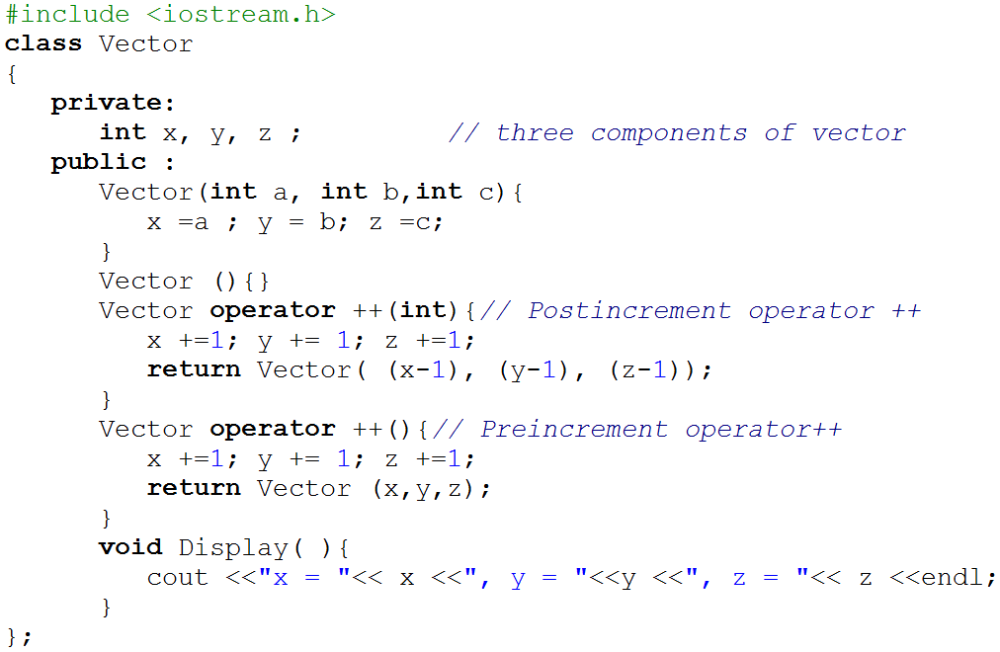 #include <iostream.h>
class Vector
{
   private:
      int x, y, z ;         // three components of vector
   public :
      Vector(int a, int b,int c){
         x =a ; y = b; z =c;
      }
      Vector (){}
      Vector operator ++(int){// Postincrement operator ++
         x +=1; y += 1; z +=1;
         return Vector( (x-1), (y-1), (z-1));
      }
      Vector operator ++(){// Preincrement operator++
         x +=1; y += 1; z +=1;
         return Vector (x,y,z);
      }
      void Display( ){
         cout <<"x = "<< x <<", y = "<<y <<", z = "<< z <<endl;
      }
};